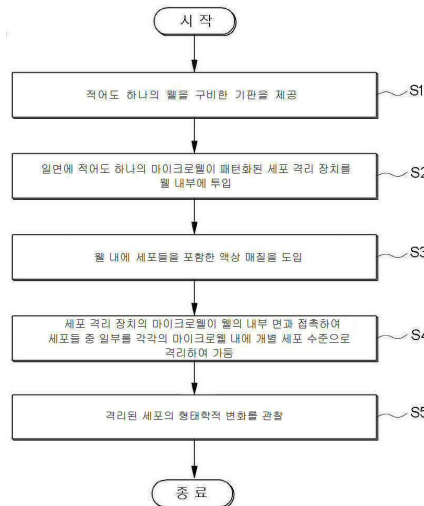 시 작
적어도 하나의 웰을 구비한 기판을 제공
S1
일면에 적어도 하나의 마이크로웰이 패턴화된 세포 격리 장치를
웰 내부에 투입
S2
웰 내에 세포들을 포함한 액상 매질을 도입
S3
세포 격리 장치의 마이크로웰이 웰의 내부 면과 접촉하여
세포들 중 일부를 각각의 마이크로웰 내에 개별 세포 수준으로
격리하여 가둠
S4
격리된 세포의 형태학적 변화를 관찰
S5
종 료